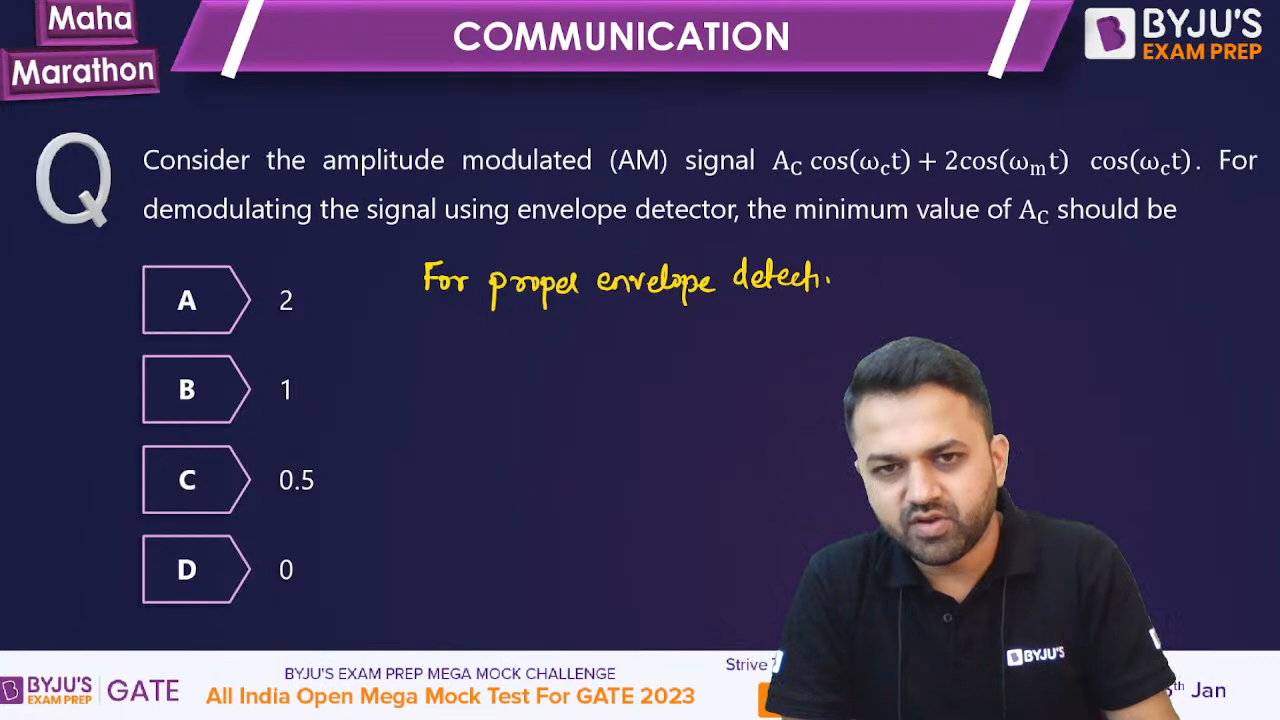 Maha
Marathon
COMMUNICATION
BYJU'S
EXAM PREP
Q
Consider the amplitude modulated (AM) signal A_C cos(ω_ct) + 2cos(ω_mt) cos(ω_ct). For
demodulating the signal using envelope detector, the minimum value of A_C should be
For proper envelope detecti
A 2
B 1
C 0.5
D 0
BYJU'S
BYJU'S
EXAM PREP
GATE
BYJU'S EXAM PREP MEGA MOCK CHALLENGE
All India Open Mega Mock Test For GATE 2023
Strive
th Jan